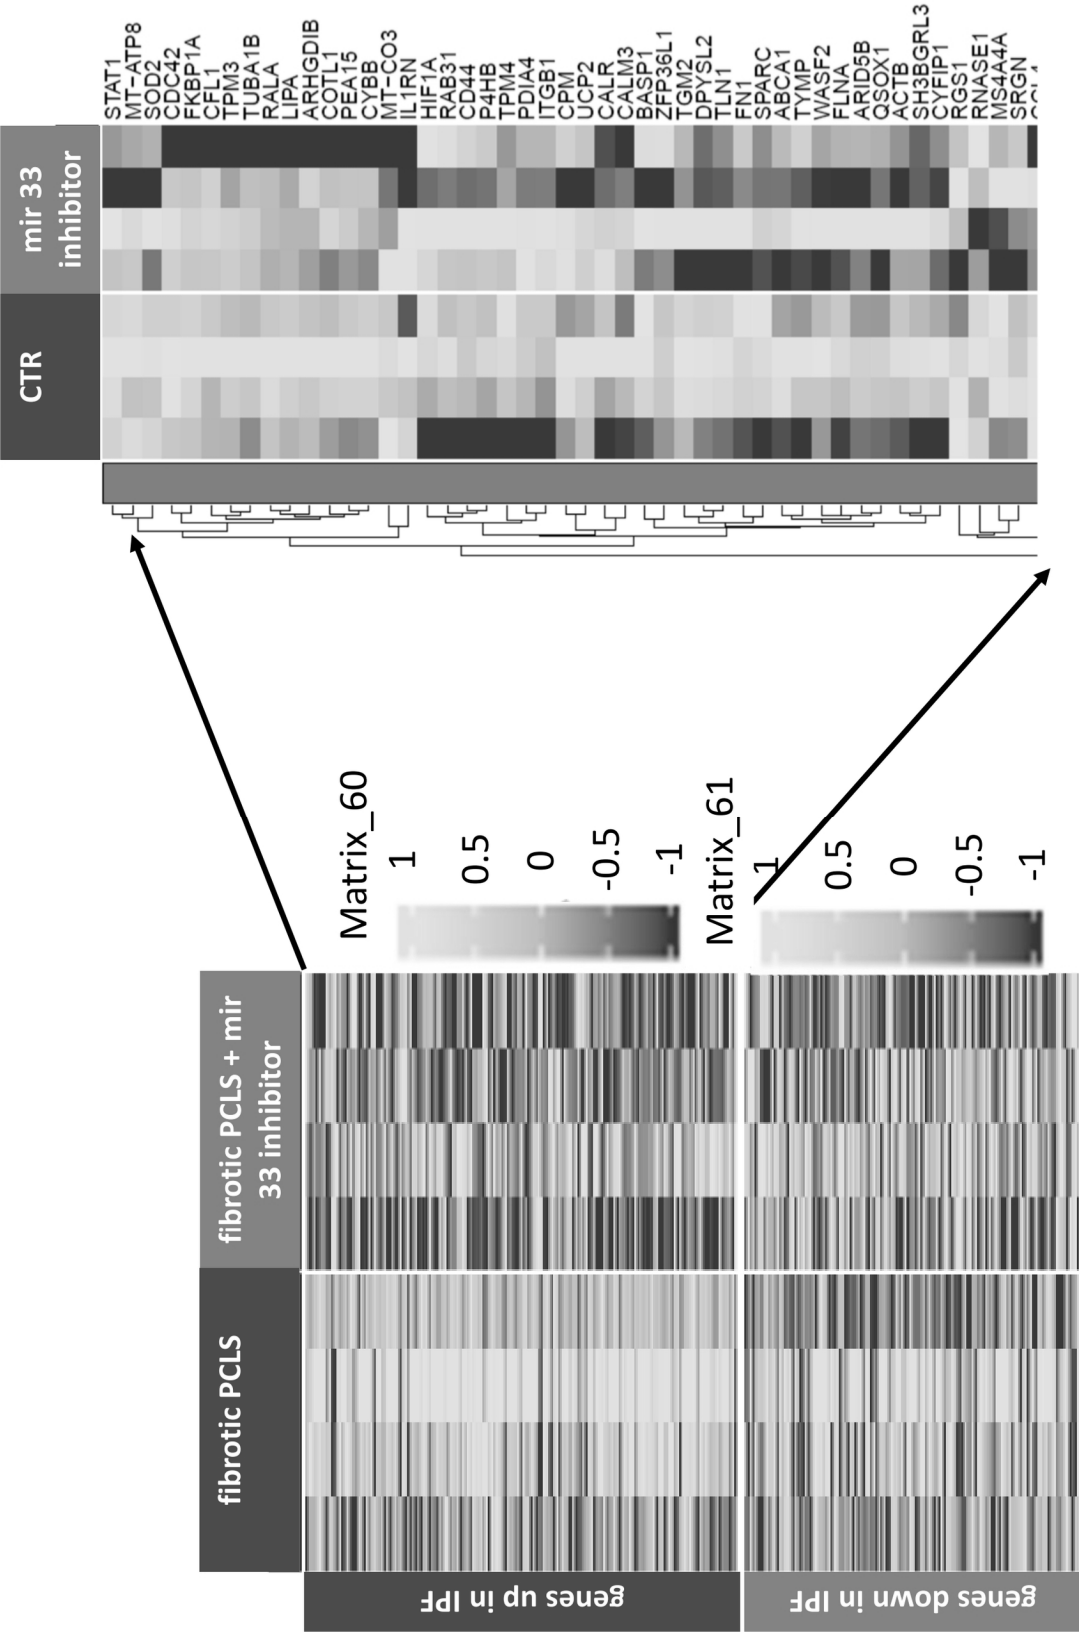 CTR
mir 33
inhibitor
STAT1
MT-ATP8
SOD2
CDC42
FKBP1A
CFL1
TPM3
TUBA1B
RALA
LIPA
ARHGDIB
COTL1
PEA15
CYBB
MT-CO3
IL1RN
HIF1A
RAB31
CD44
P4HB
TPM4
PDIA4
ITGB1
CPM
UCP2
CALR
CALM3
BASP1
ZFP36L1
TGM2
DPYSL2
TLN1
FN1
SPARC
ABCA1
TYMP
WASF2
FLNA
ARID5B
QSOX1
ACTB
SH3BGRL3
CYFIP1
RGS1
RNASE1
MS4A4A
SRGN
fibrotic PCLS
fibrotic PCLS + mir
33 inhibitor
genes up in IPF
genes down in IPF
Matrix_60
1
0.5
0
-0.5
-1
Matrix_61
1
0.5
0
-0.5
-1